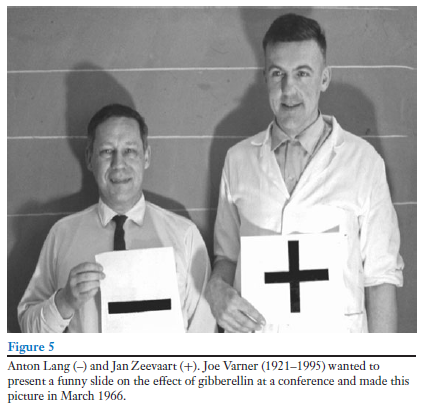 Figure 5
Anton Lang (–) and Jan Zeevaart (+). Joe Varner (1921–1995) wanted to
present a funny slide on the effect of gibberellin at a conference and made this
picture in March 1966.